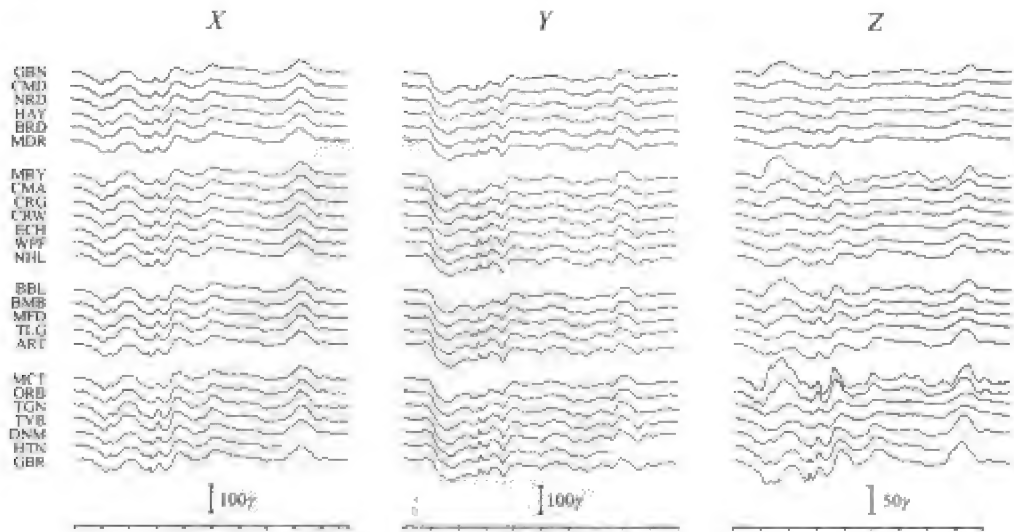 X Y Z
GBN
CMD
NRD
HAY
BRD
MDR
MRY
CMA
CRG
CRW
ECH
WPF
NHL
BBL
BMB
MFD
TLG
ART
MCT
ORB
TGN
TYR
DNM
HTN
GBR
100γ 100γ 50γ